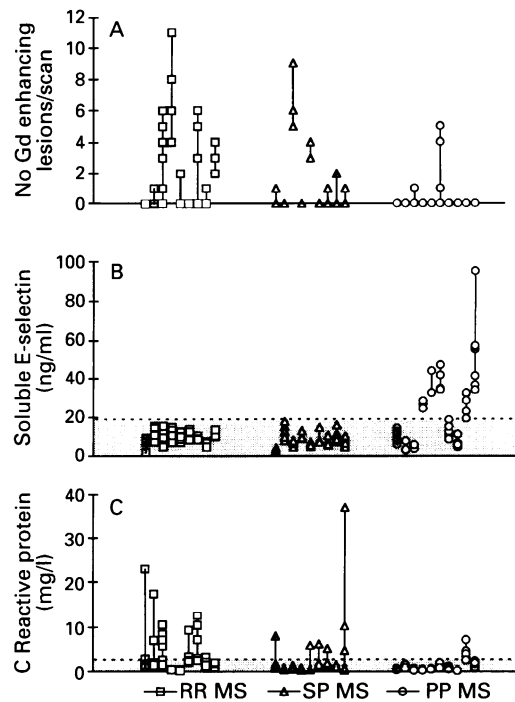 A
No Gd enhancing
lesions/scan
12
10
8
6
4
2
0
B
Soluble E-selectin
(ng/ml)
100
80
60
40
20
0
C
C Reactive protein
(mg/l)
40
30
20
10
0
RR MS SP MS PP MS